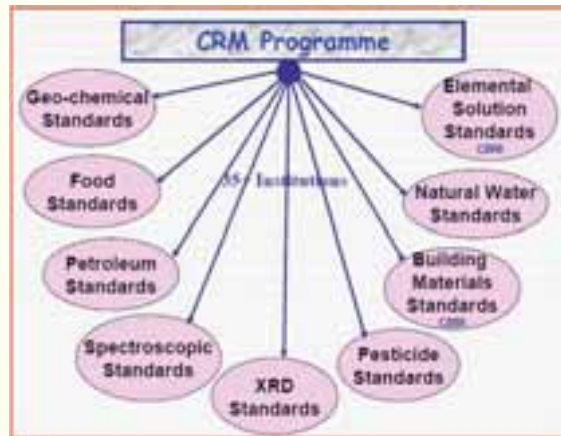 CRM Programme
Geo-chemical
Standards
Elemental
Solution
Standards
Food
Standards
Institutions
Natural Water
Standards
Petroleum
Standards
Building
Materials
Standards
Spectroscopic
Standards
XRD
Standards
Pesticide
Standards